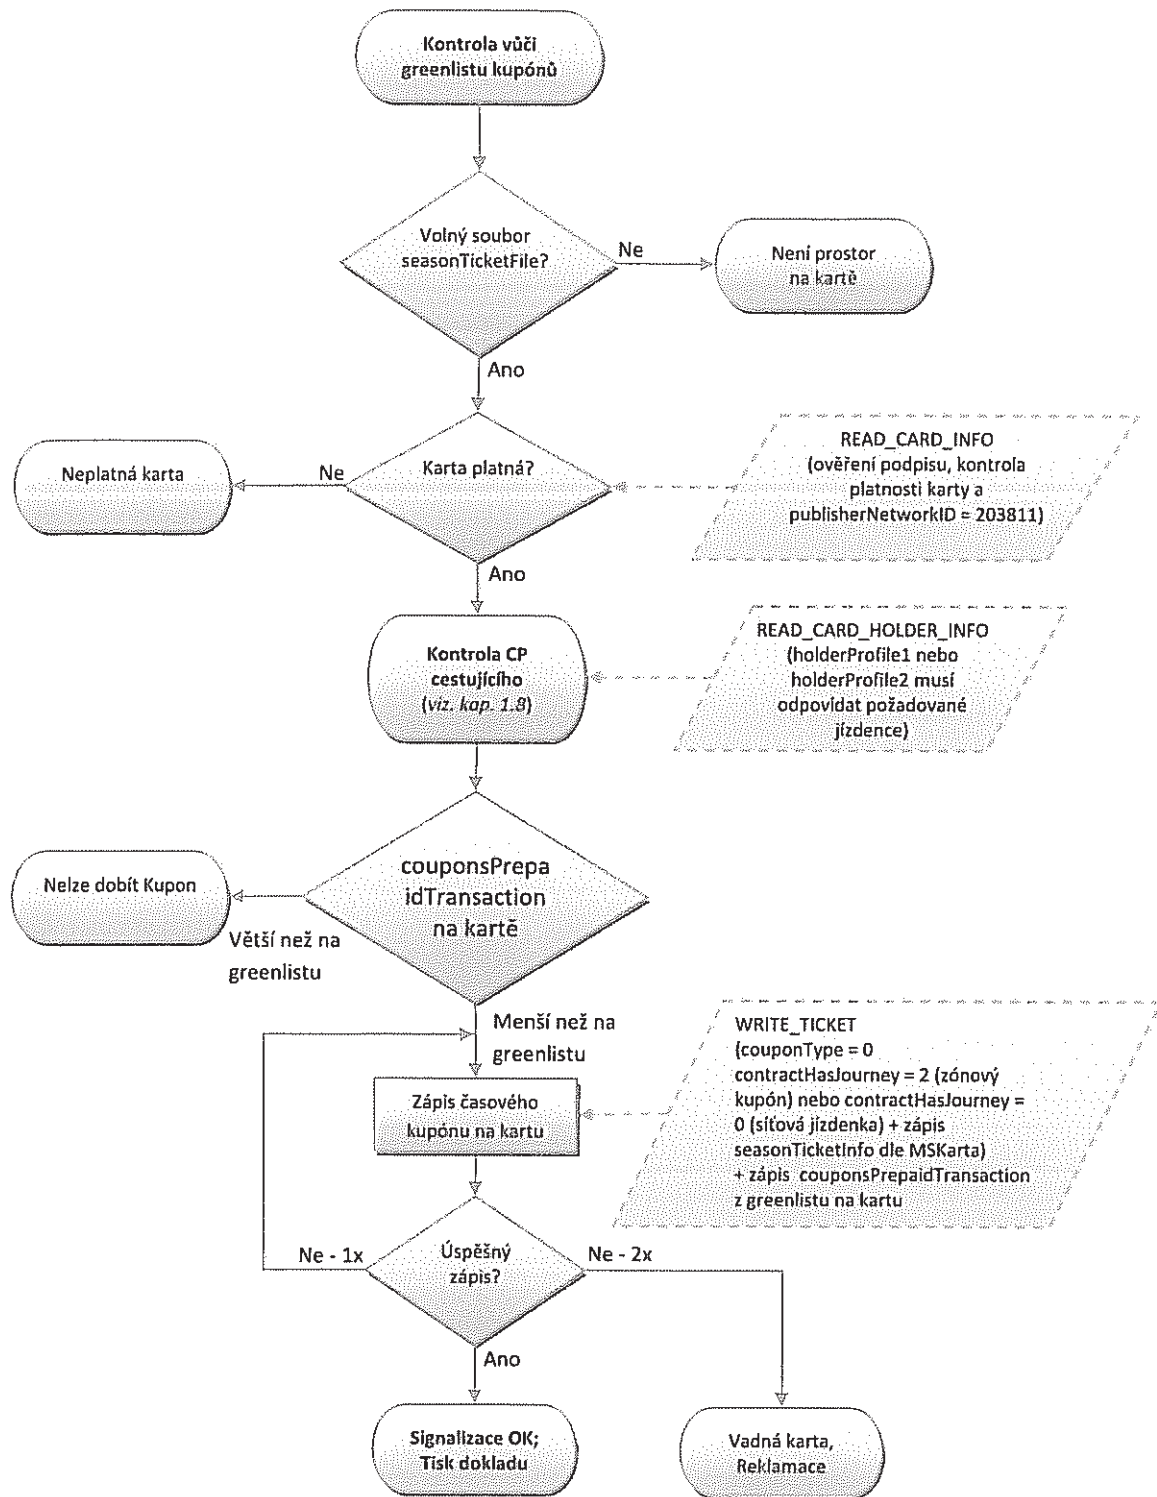 Kontrola vůči
greenlistu kupónů
Volný soubor
seasonTicketFile?
Ne
Není prostor
na kartě
Ano
Neplatná karta
Ne
Karta platná?
READ_CARD_INFO
(ověření podpisu, kontrola
platnosti karty a
publisherNetworkID = 203811)
Ano
Kontrola CP
cestujícího
(viz. kap. 1.8)
READ_CARD_HOLDER_INFO
(holderProfile1 nebo
holderProfile2 musí
odpovídat požadované
jízdence)
couponsPrepa
idTransaction
na kartě
Nelze dobít Kupon
Větší než na
greenlistu
Menší než na
greenlistu
Zápis časového
kupónu na kartu
WRITE_TICKET
(couponType = 0
contractHasJourney = 2 (zónový
kupón) nebo contractHasJourney =
0 (síťová jízdenka) + zápis
seasonTicketInfo dle MSKarta)
+ zápis couponsPrepaidTransaction
z greenlistu na kartu
Ne - 1x
Úspěšný
zápis?
Ne - 2x
Ano
Signalizace OK;
Tisk dokladu
Vadná karta,
Reklamace